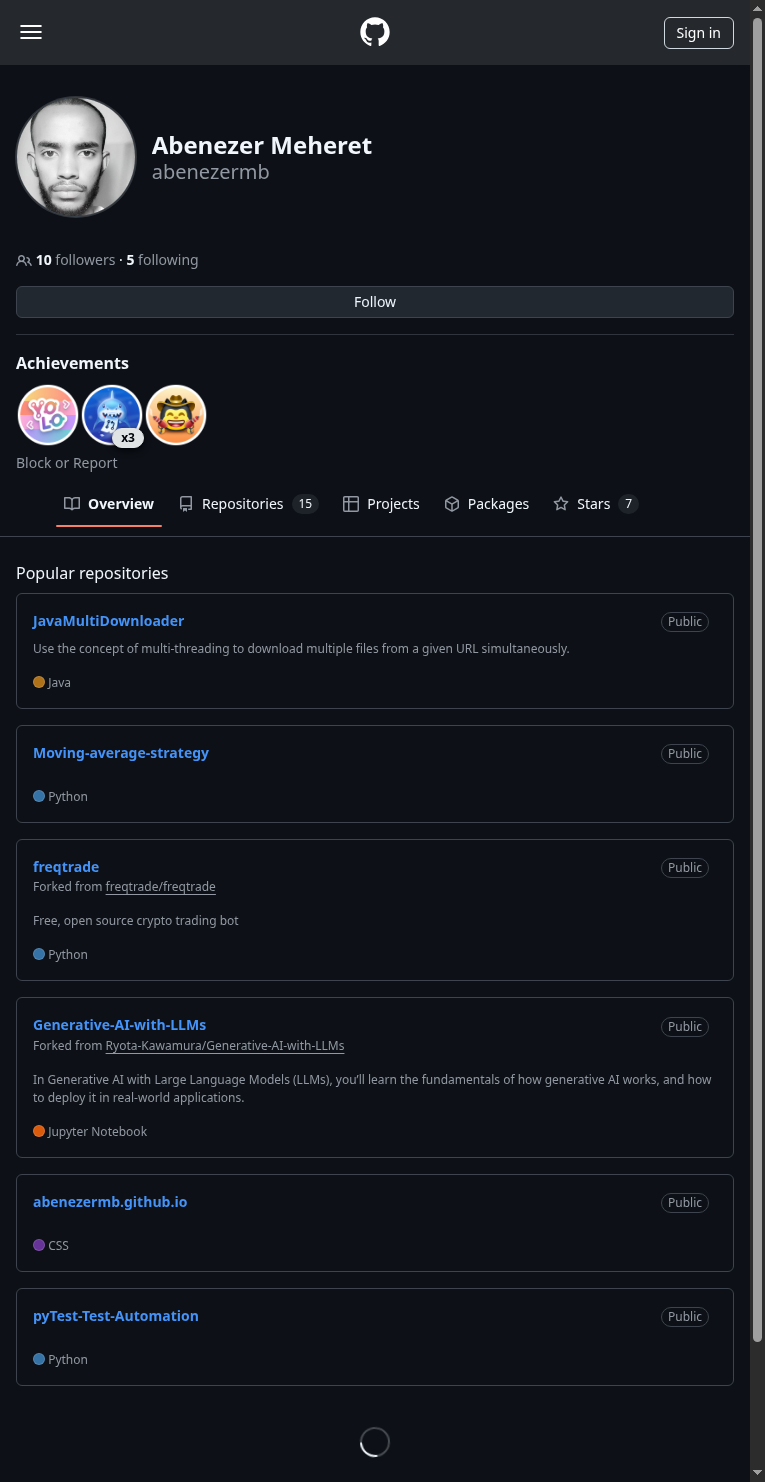 Sign in
Abenezer Meheret
abenezermb
10 followers · 5 following
Follow
Achievements
YOLO
x3
Block or Report
Overview Repositories 15 Projects Packages Stars 7
Popular repositories
JavaMultiDownloader Public
Use the concept of multi-threading to download multiple files from a given URL simultaneously.
Java
Moving-average-strategy Public
Python
freqtrade Public
Forked from freqtrade/freqtrade
Free, open source crypto trading bot
Python
Generative-AI-with-LLMs Public
Forked from Ryota-Kawamura/Generative-AI-with-LLMs
In Generative AI with Large Language Models (LLMs), you’ll learn the fundamentals of how generative AI works, and how
to deploy it in real-world applications.
Jupyter Notebook
abenezermb.github.io Public
CSS
pyTest-Test-Automation Public
Python